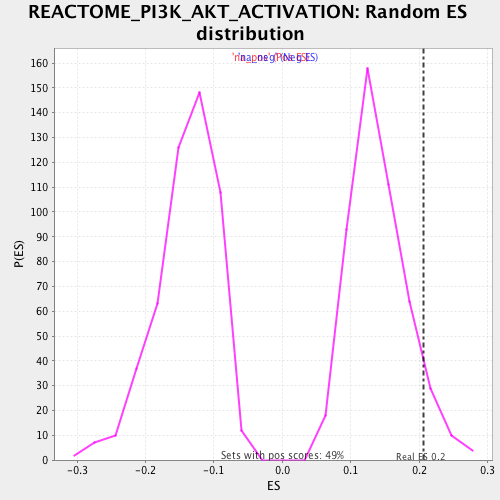 REACTOME_PI3K_AKT_ACTIVATION: Random ES
distribution
P(ES)
160
150
140
130
120
110
100
90
80
70
60
50
40
30
20
10
0
Sets with pos scores: 49%
Real ES 0.2
-0.3 -0.2 -0.1 0.0 0.1 0.2 0.3
ES